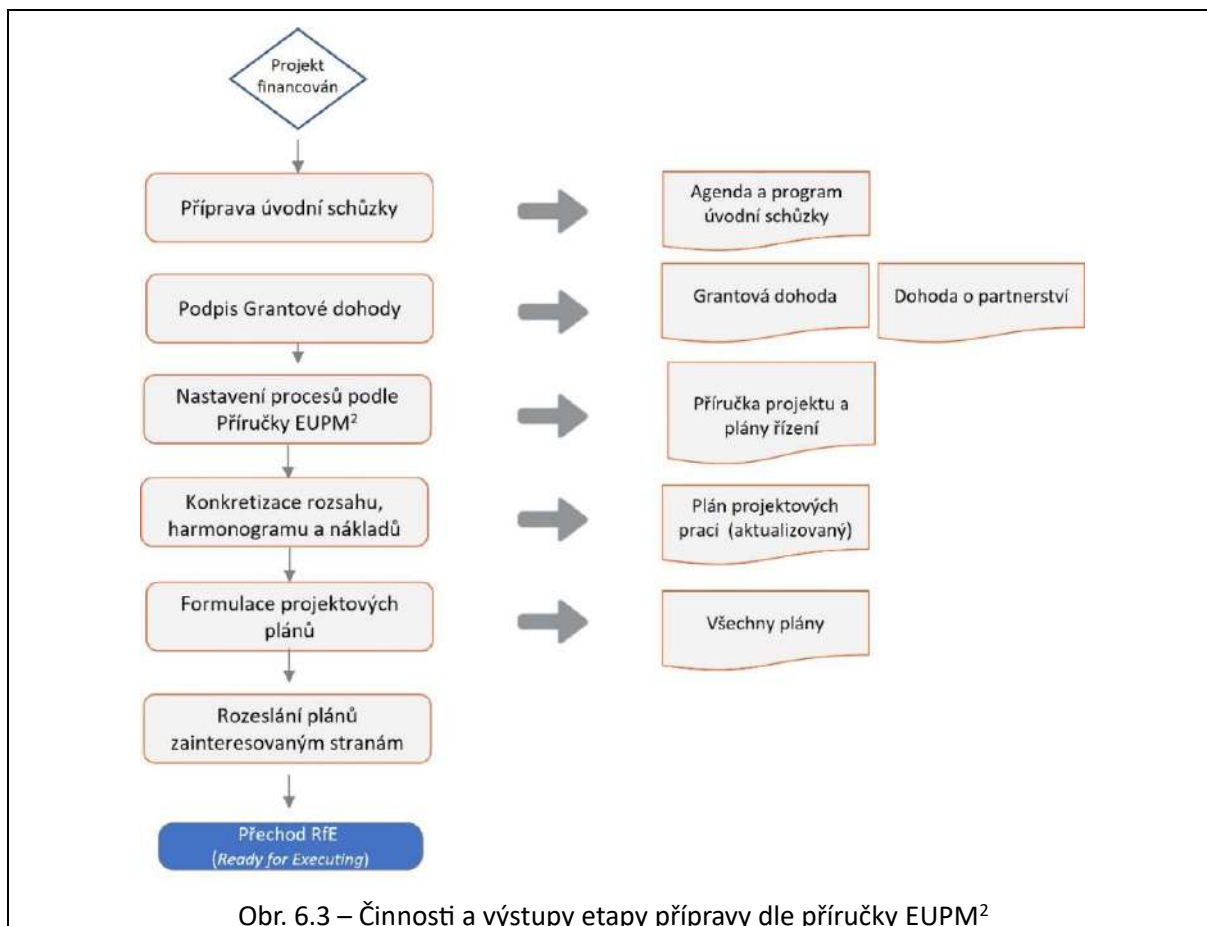 Projekt
financován
Příprava úvodní schůzky
Agenda a program
úvodní schůzky
Podpis Grantové dohody
Grantová dohoda
Dohoda o partnerství
Nastavení procesů podle
Příručky EUPM²
Příručka projektu a
plány řízení
Konkretizace rozsahu,
harmonogramu a nákladů
Plán projektových
prací (aktualizovaný)
Formulace projektových
plánů
Všechny plány
Rozeslání plánů
zainteresovaným stranám
Přechod RfE
(Ready for Executing)
Obr. 6.3 – Činnosti a výstupy etapy přípravy dle příručky EUPM²